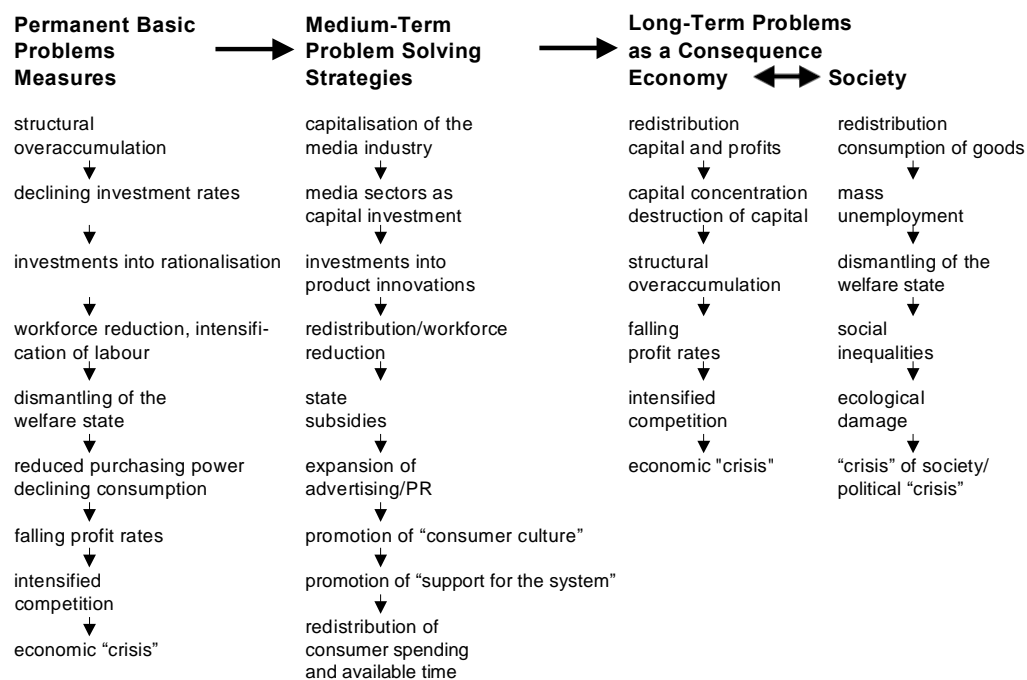 Permanent Basic
Problems
Measures
structural
overaccumulation
declining investment rates
investments into rationalisation
workforce reduction, intensifi-
cation of labour
dismantling of the
welfare state
reduced purchasing power
declining consumption
falling profit rates
intensified
competition
economic “crisis”
Medium-Term
Problem Solving
Strategies
capitalisation of the
media industry
media sectors as
capital investment
investments into
product innovations
redistribution/workforce
reduction
state
subsidies
expansion of
advertising/PR
promotion of “consumer culture”
promotion of “support for the system”
redistribution of
consumer spending
and available time
Long-Term Problems
as a Consequence
Economy
Society
redistribution
capital and profits
capital concentration
destruction of capital
structural
overaccumulation
falling
profit rates
intensified
competition
economic "crisis"
redistribution
consumption of goods
mass
unemployment
dismantling of the
welfare state
social
inequalities
ecological
damage
“crisis” of society/
political “crisis”